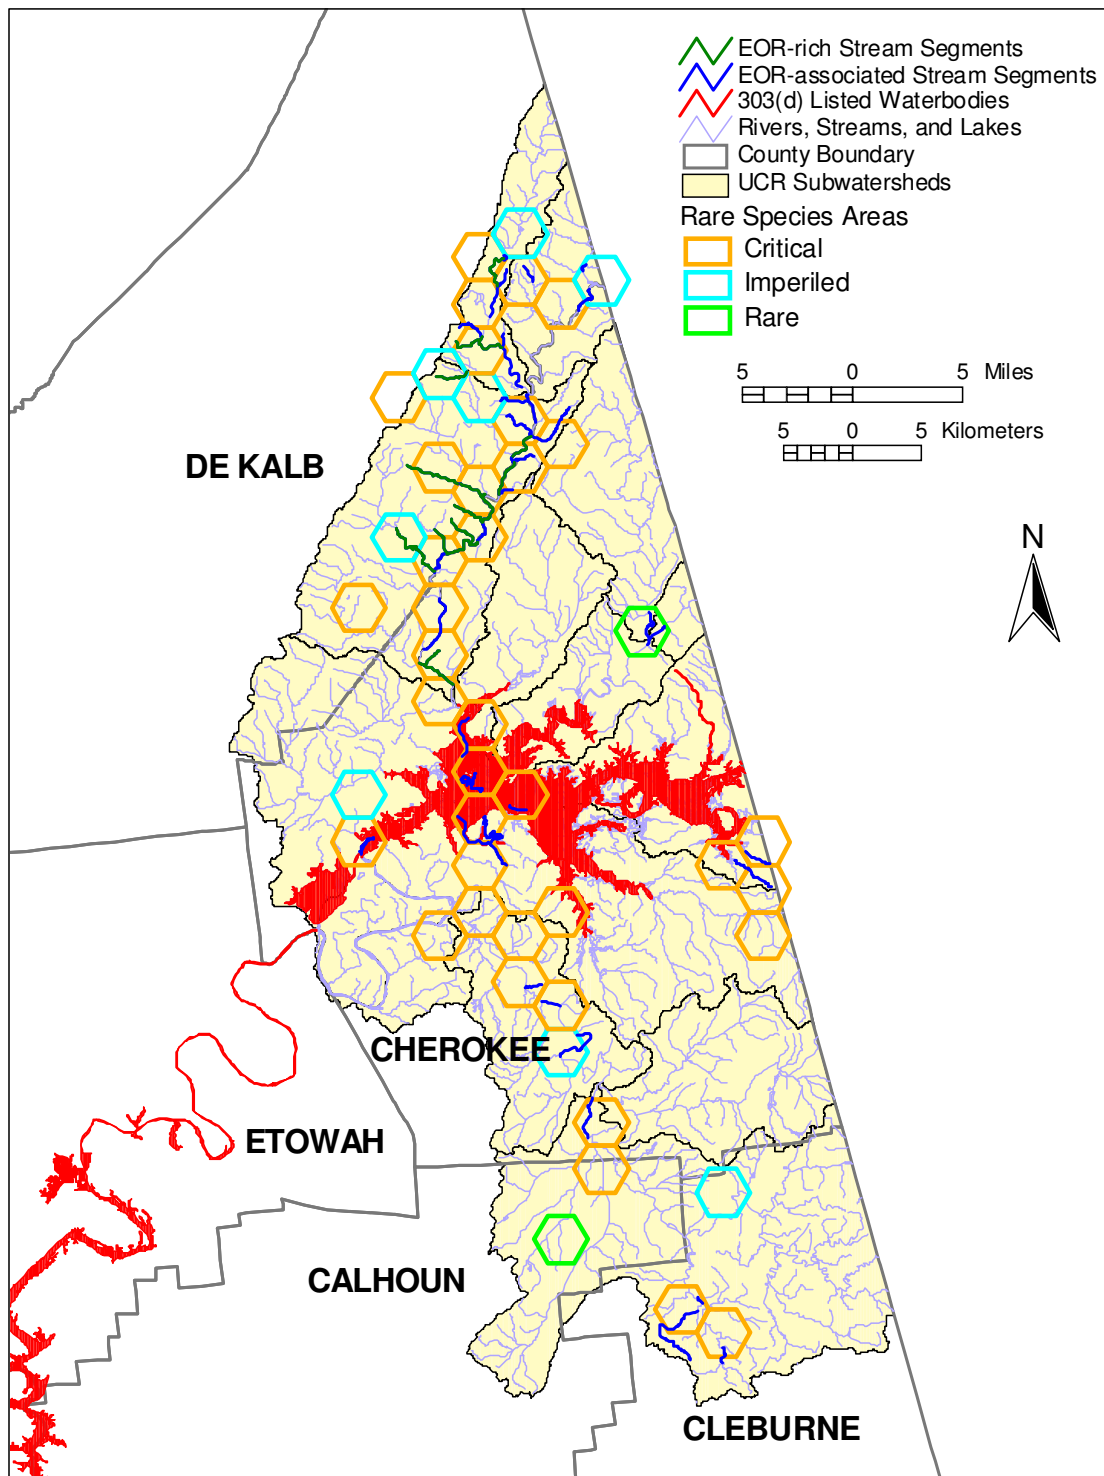 EOR-rich Stream Segments
EOR-associated Stream Segments
303(d) Listed Waterbodies
Rivers, Streams, and Lakes
County Boundary
UCR Subwatersheds
Rare Species Areas
Critical
Imperiled
Rare
5 0 5 Miles
5 0 5 Kilometers
DE KALB
N
CHEROKEE
ETOWAH
CALHOUN
CLEBURNE